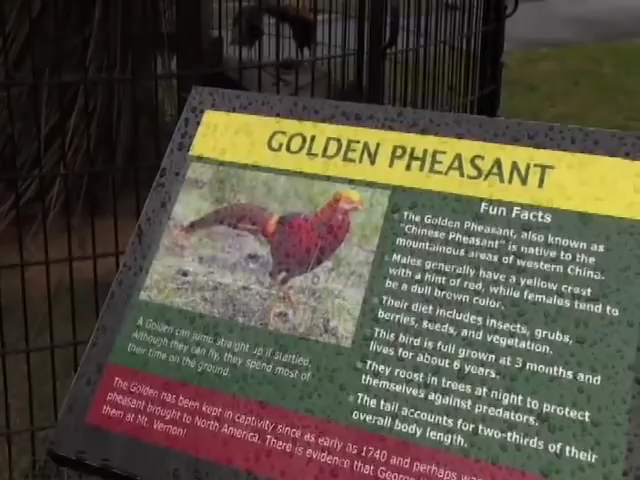 GOLDEN PHEASANT
Fun Facts
The Golden Pheasant, also known as
"Chinese Pheasant" is native to the
mountainous areas of western China.
Males generally have a yellow crest
with a hint of red, while females tend to
be a dull brown color.
Their diet includes insects, grubs,
berries, seeds, and vegetation.
This bird is full grown at 3 months and
lives for about 6 years.
They roost in trees at night to protect
themselves against predators.
The tail accounts for two-thirds of their
overall body length.
A Golden can jump straight up if startled.
Although they can fly, they spend most of
their time on the ground.
The Golden has been kept in captivity since as early as 1740 and perhaps was
pheasant brought to North America. There is evidence that George
them at Mt. Vernon!